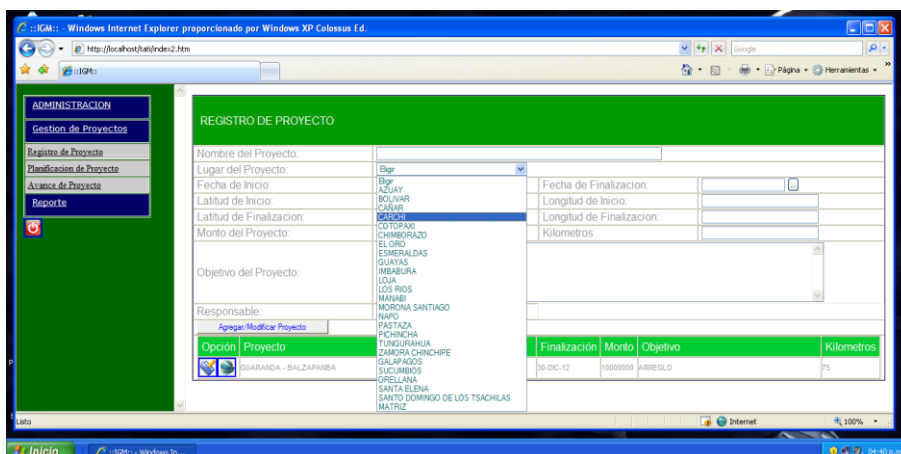 ::IGM:: - Windows Internet Explorer proporcionado por Windows XP Colossus Ed.
http://localhost/tati/index2.htm
Google
::IGM::
Página
Herramientas
ADMINISTRACION
Gestion de Proyectos
Registro de Proyecto
Planificacion de Proyecto
Avance de Proyecto
Reporte
REGISTRO DE PROYECTO
Nombre del Proyecto:
Lugar del Proyecto:
Eligir
Fecha de Inicio:
Fecha de Finalizacion:
Latitud de Inicio:
Longitud de Inicio:
Latitud de Finalizacion:
Longitud de Finalizacion:
Monto del Proyecto:
Kilometros
Eligir
AZUAY
BOLIVAR
CAÑAR
CARCHI
COTOPAXI
CHIMBORAZO
EL ORO
ESMERALDAS
GUAYAS
IMBABURA
LOJA
LOS RIOS
MANABI
MORONA SANTIAGO
NAPO
PASTAZA
PICHINCHA
TUNGURAHUA
ZAMORA CHINCHIPE
GALAPAGOS
SUCUMBIOS
ORELLANA
SANTA ELENA
SANTO DOMINGO DE LOS TSACHILAS
MATRIZ
Objetivo del Proyecto:
Responsable:
Agregar/Modificar Proyecto
Opción Proyecto Finalización Monto Objetivo Kilometros
GUARANDA - BALZAPANBA 30-DIC-12 10000000 ARREGLO 75
Listo
Internet
100%
Inicio
::IGM:: - Windows In...
04:40 p.m.